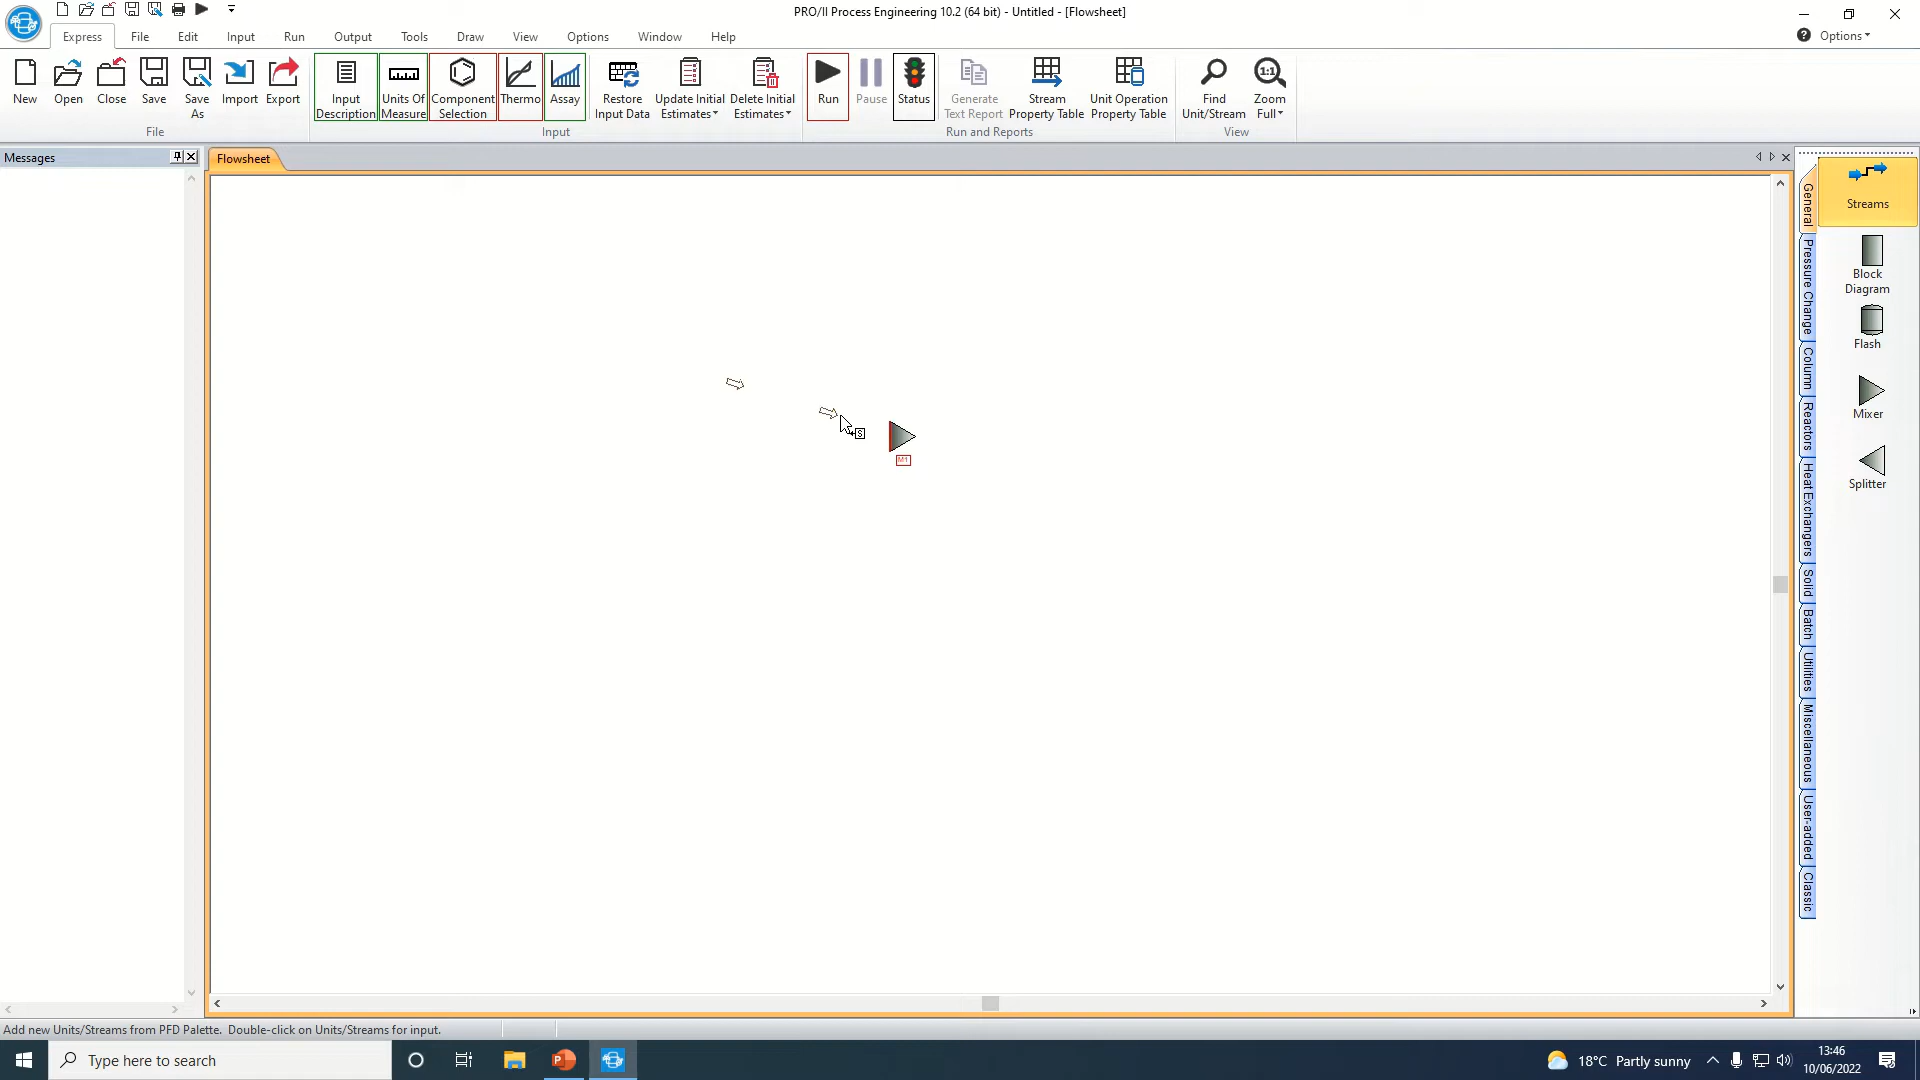 PRO/II Process Engineering 10.2 (64 bit) - Untitled - [Flowsheet]
Express File Edit Input Run Output Tools Draw View Options Window Help
Options
New Open Close Save Save As Import Export
File
Input Description Units Of Measure Component Selection Thermo Assay Restore Input Data Update Initial Estimates Delete Initial Estimates
Input
Run Pause Status Generate Text Report Stream Property Table Unit Operation Property Table
Run and Reports
Find Unit/Stream 1:1 Zoom Full
View
Messages
Flowsheet
S
M1
General
Pressure Change
Column
Reactors
Heat Exchangers
Solid
Batch
Utilities
Miscellaneous
User-added
Classic
Streams
Block Diagram
Flash
Mixer
Splitter
Add new Units/Streams from PFD Palette. Double-click on Units/Streams for input.
Type here to search
P
18°C Partly sunny
13:46
10/06/2022